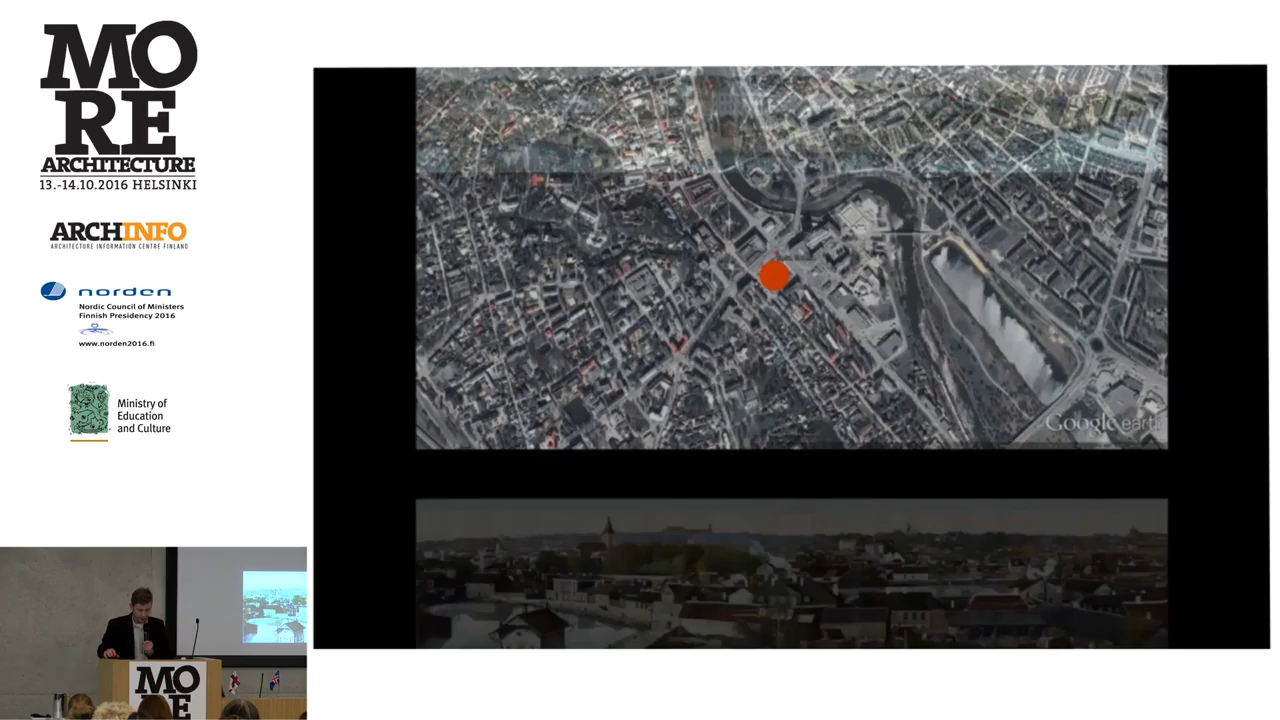 MO
RE
ARCHITECTURE
13.-14.10.2016 HELSINKI
ARCHINFO
ARCHITECTURE INFORMATION CENTRE FINLAND
norden
Nordic Council of Ministers
Finnish Presidency 2016
www.norden2016.fi
Ministry of
Education
and Culture
Google earth
MO
RE